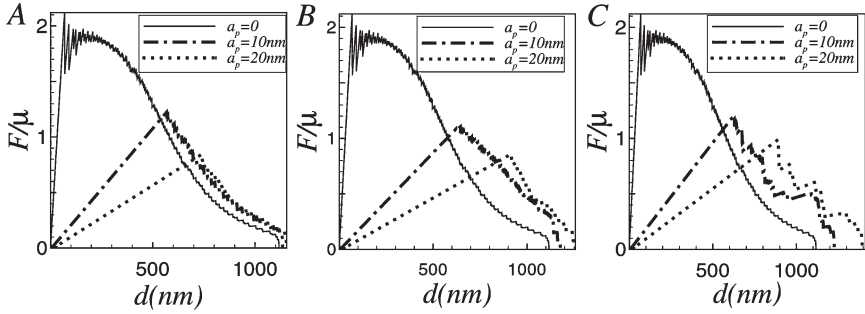 A
F/μ
2
1
0
500
1000
d(nm)
a_p=0
a_p=10nm
a_p=20nm
B
F/μ
2
1
0
500
1000
d(nm)
a_p=0
a_p=10nm
a_p=20nm
C
F/μ
2
1
0
500
1000
d(nm)
a_p=0
a_p=10nm
a_p=20nm